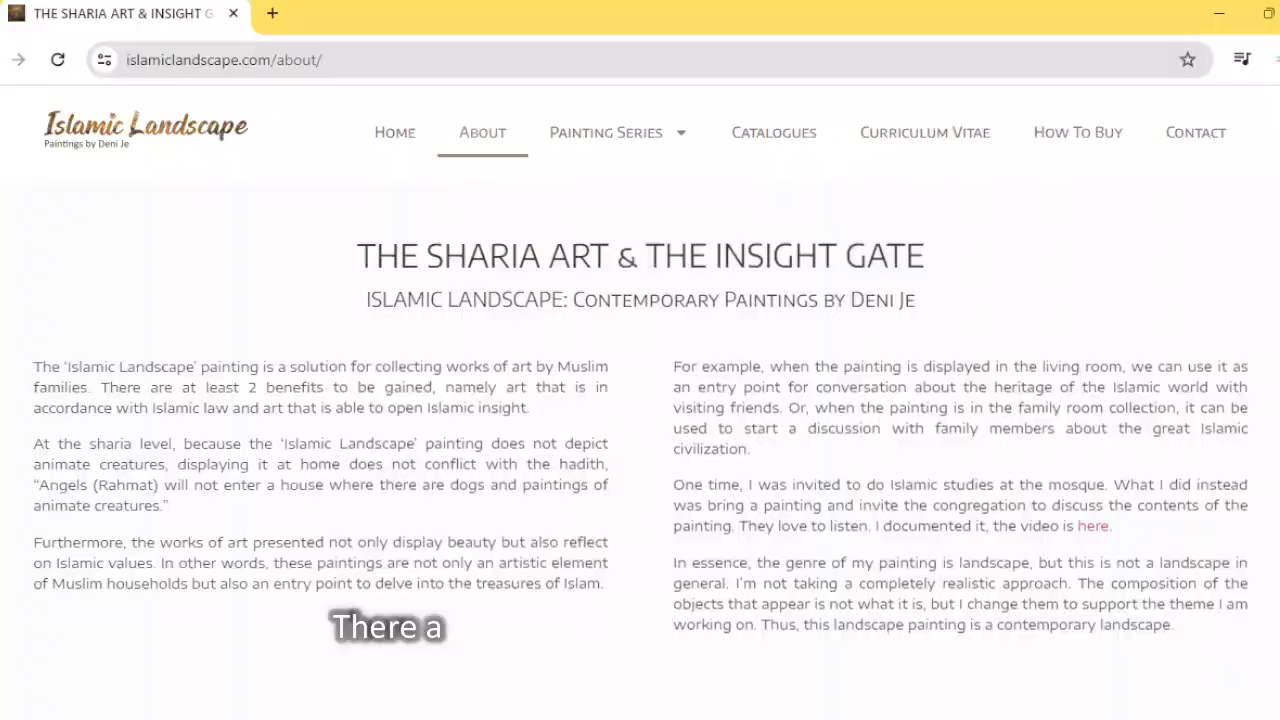 THE SHARIA ART & INSIGHT G
islamiclandscape.com/about/
Islamic Landscape
Paintings by Deni Je
HOME ABOUT PAINTING SERIES CATALOGUES CURRICULUM VITAE HOW TO BUY CONTACT
THE SHARIA ART & THE INSIGHT GATE
ISLAMIC LANDSCAPE: CONTEMPORARY PAINTINGS BY DENI JE
The ‘Islamic Landscape’ painting is a solution for collecting works of art by Muslim
families. There are at least 2 benefits to be gained, namely art that is in
accordance with Islamic law and art that is able to open Islamic insight.
At the sharia level, because the ‘Islamic Landscape’ painting does not depict
animate creatures, displaying it at home does not conflict with the hadith,
“Angels (Rahmat) will not enter a house where there are dogs and paintings of
animate creatures.”
Furthermore, the works of art presented not only display beauty but also reflect
on Islamic values. In other words, these paintings are not only an artistic element
of Muslim households but also an entry point to delve into the treasures of Islam.
For example, when the painting is displayed in the living room, we can use it as
an entry point for conversation about the heritage of the Islamic world with
visiting friends. Or, when the painting is in the family room collection, it can be
used to start a discussion with family members about the great Islamic
civilization.
One time, I was invited to do Islamic studies at the mosque. What I did instead
was bring a painting and invite the congregation to discuss the contents of the
painting. They love to listen. I documented it, the video is here.
In essence, the genre of my painting is landscape, but this is not a landscape in
general. I’m not taking a completely realistic approach. The composition of the
objects that appear is not what it is, but I change them to support the theme I am
working on. Thus, this landscape painting is a contemporary landscape.
There a